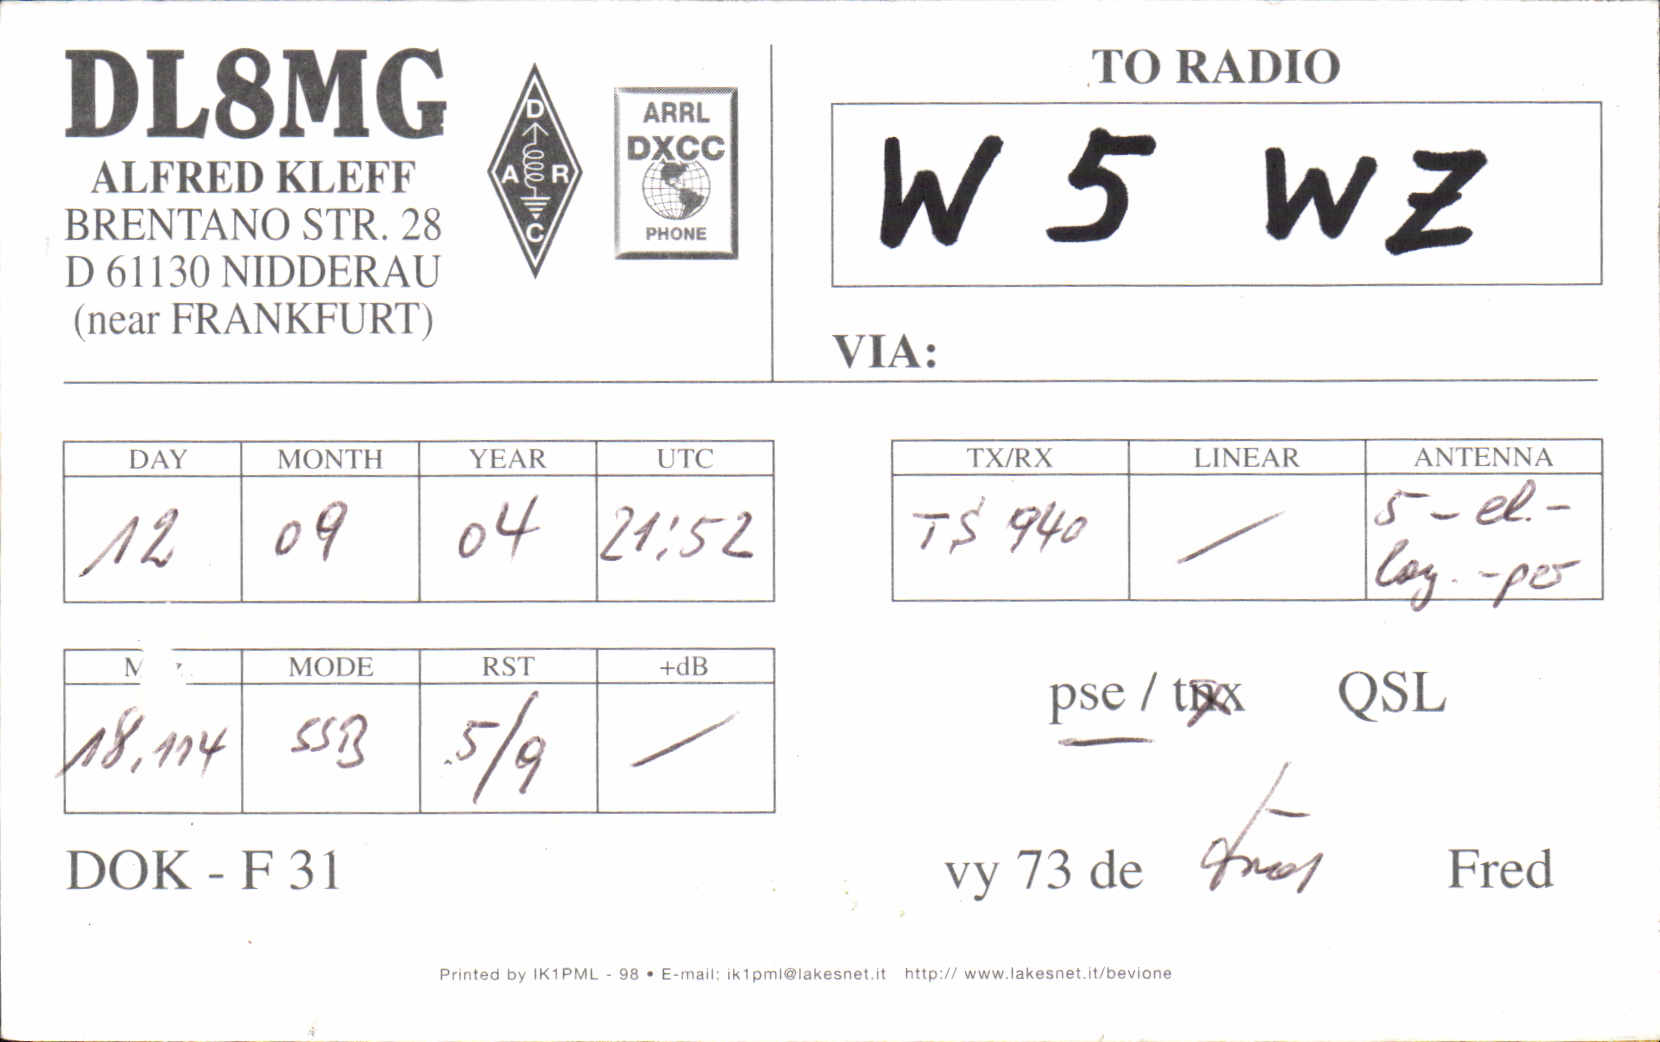 DL8MG
ALFRED KLEFF
BRENTANO STR. 28
D 61130 NIDDERAU
(near FRANKFURT)
D
A R
C
ARRL
DXCC
PHONE
TO RADIO
W 5 WZ
VIA:
DAY MONTH YEAR UTC
12 09 04 21:52
TX/RX LINEAR ANTENNA
TS 940 / 5-el.-
log.-per
MODE RST +dB
18,114 SSB 5/9 /
pse / tnx QSL
DOK - F 31
vy 73 de Fred Fred
Printed by IK1PML - 98 • E-mail: ik1pml@lakesnet.it http:// www.lakesnet.it/bevione